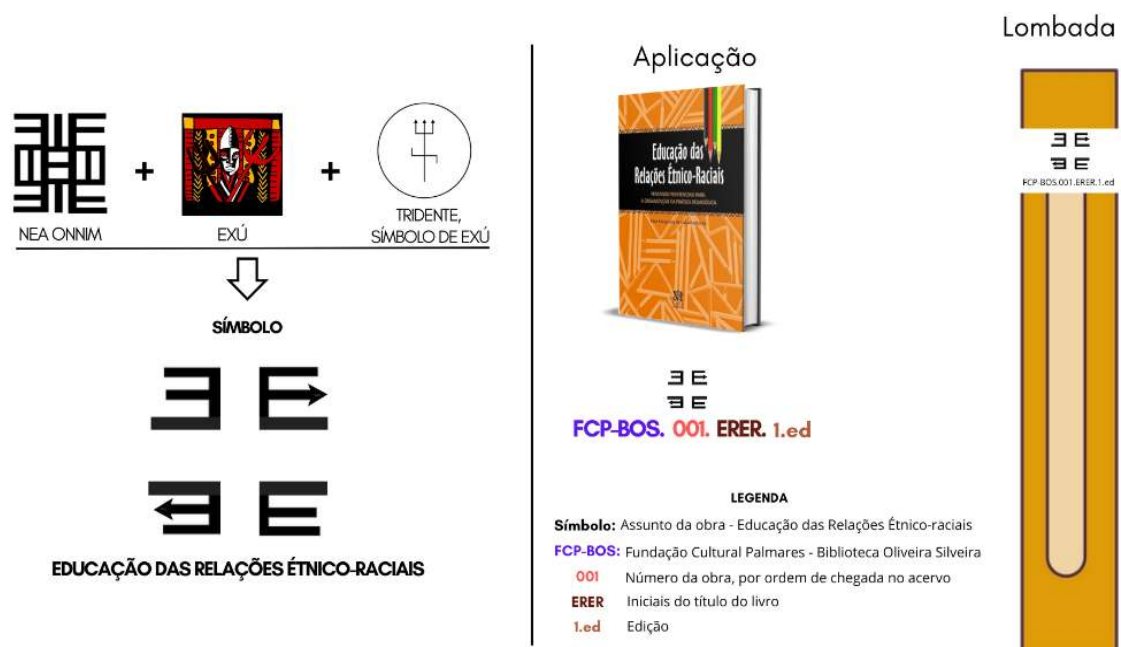 NEA ONNIM
+
EXÚ
+
TRIDENTE,
SÍMBOLO DE EXÚ
SÍMBOLO
EDUCAÇÃO DAS RELAÇÕES ÉTNICO-RACIAIS
Aplicação
Educação das
Relações Étnico-Raciais
FCP-BOS. 001. ERER. 1.ed
LEGENDA
Símbolo: Assunto da obra - Educação das Relações Étnico-raciais
FCP-BOS: Fundação Cultural Palmares - Biblioteca Oliveira Silveira
001 Número da obra, por ordem de chegada no acervo
ERER Iniciais do título do livro
1.ed Edição
Lombada
FCP-BOS.001.ERER.1.ed